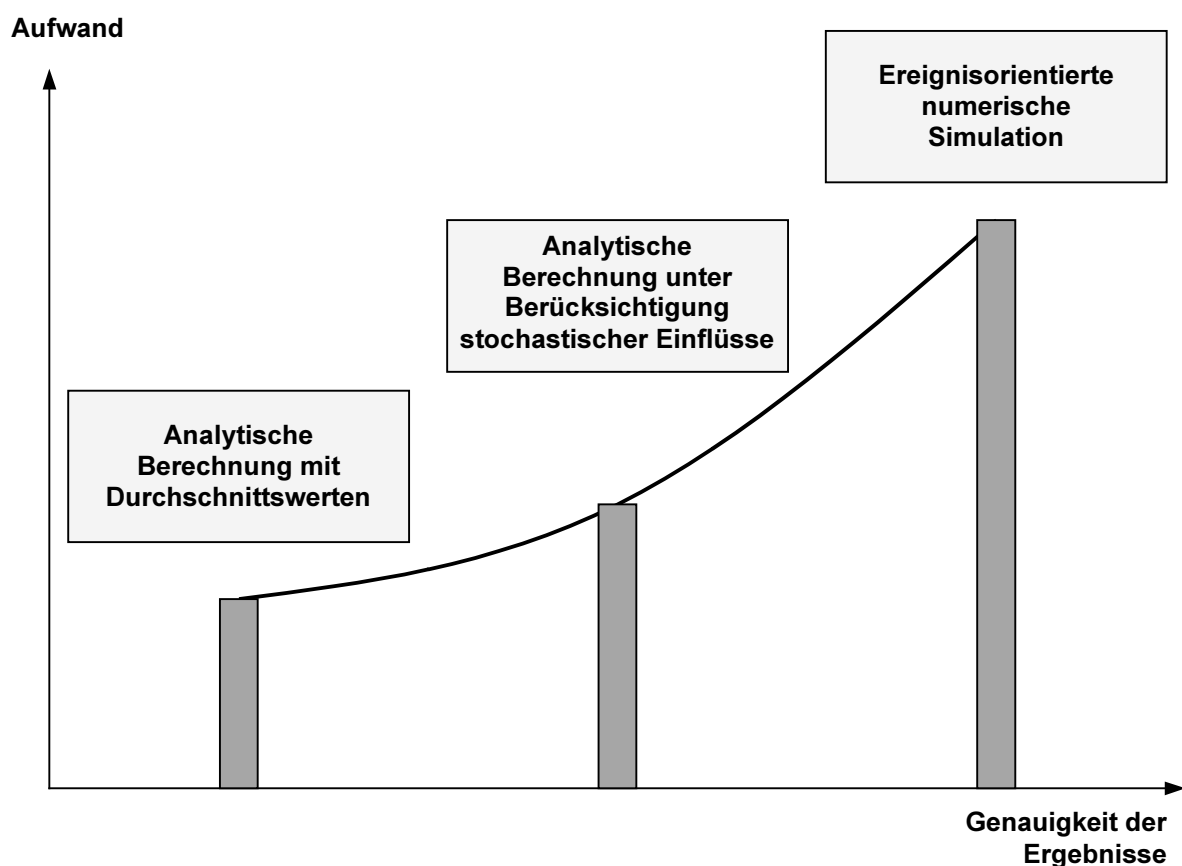 Aufwand
Ereignisorientierte
numerische
Simulation
Analytische
Berechnung unter
Berücksichtigung
stochastischer Einflüsse
Analytische
Berechnung mit
Durchschnittswerten
Genauigkeit der
Ergebnisse